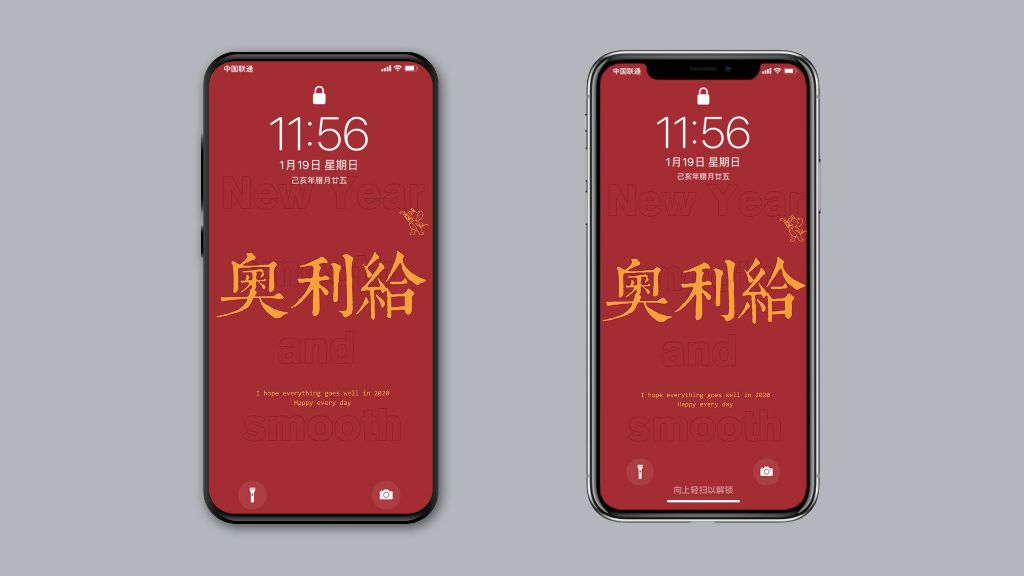 中国联通
11:56
1月19日 星期日
己亥年腊月廿五
New Year
奥利給
and
I hope everything goes well in 2020
Happy every day
smooth
中国联通
11:56
1月19日 星期日
己亥年腊月廿五
New Year
奥利給
and
I hope everything goes well in 2020
Happy every day
smooth
向上轻扫以解锁